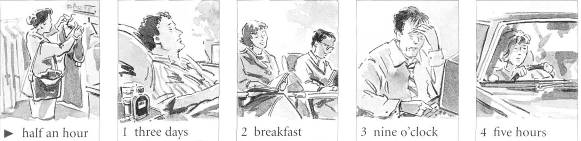 ► half an hour
1 three days
2 breakfast
3 nine o'clock
4 five hours